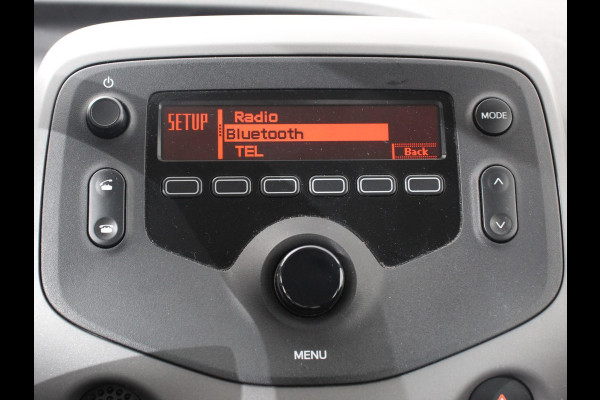 SETUP
Radio
Bluetooth
TEL
Back
MODE
MENU